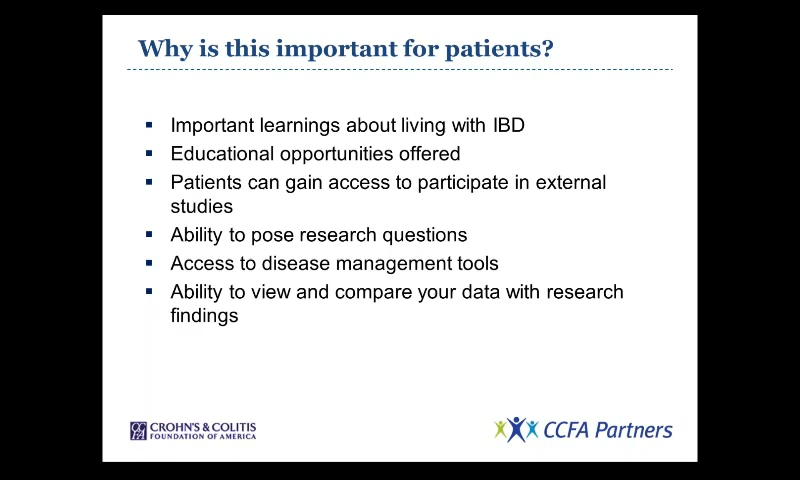 Why is this important for patients?
Important learnings about living with IBD
Educational opportunities offered
Patients can gain access to participate in external
studies
Ability to pose research questions
Access to disease management tools
Ability to view and compare your data with research
findings
CROHN'S & COLITIS
FOUNDATION OF AMERICA
CCFA Partners